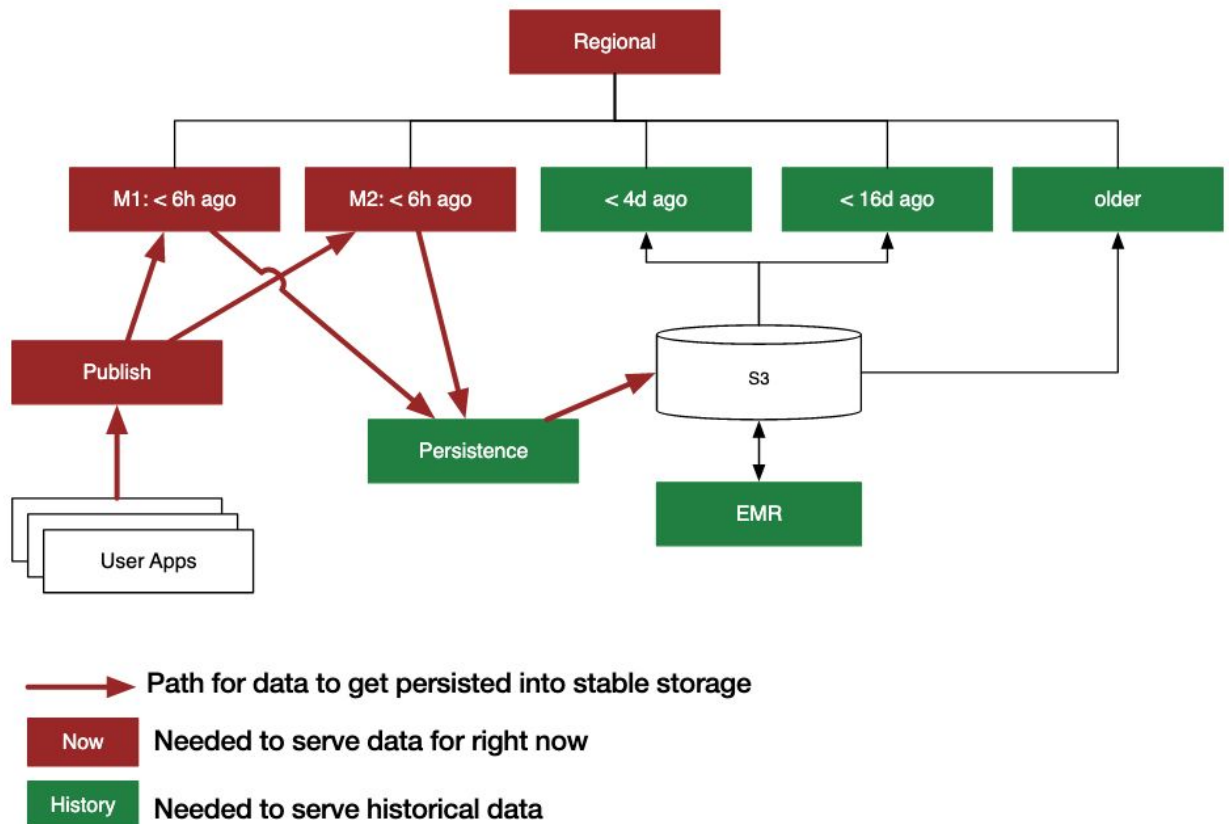 Regional
M1: < 6h ago
M2: < 6h ago
< 4d ago
< 16d ago
older
Publish
S3
Persistence
EMR
User Apps
Path for data to get persisted into stable storage
Now
Needed to serve data for right now
History
Needed to serve historical data